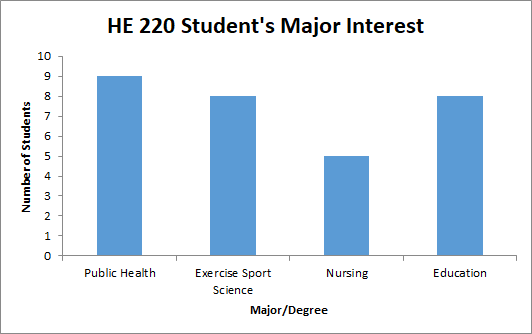 HE 220 Student's Major Interest
Number of Students
10
9
8
7
6
5
4
3
2
1
0
Public Health
Exercise Sport
Science
Nursing
Education
Major/Degree